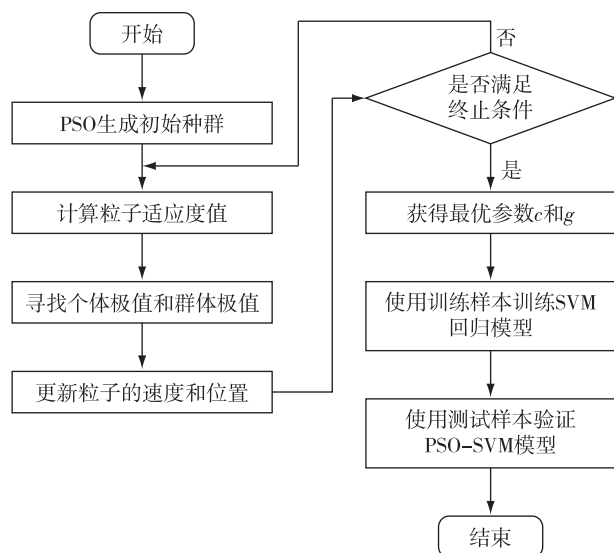 开始
PSO生成初始种群
计算粒子适应度值
寻找个体极值和群体极值
更新粒子的速度和位置
否
是否满足
终止条件
是
获得最优参数c和g
使用训练样本训练SVM
回归模型
使用测试样本验证
PSO-SVM模型
结束